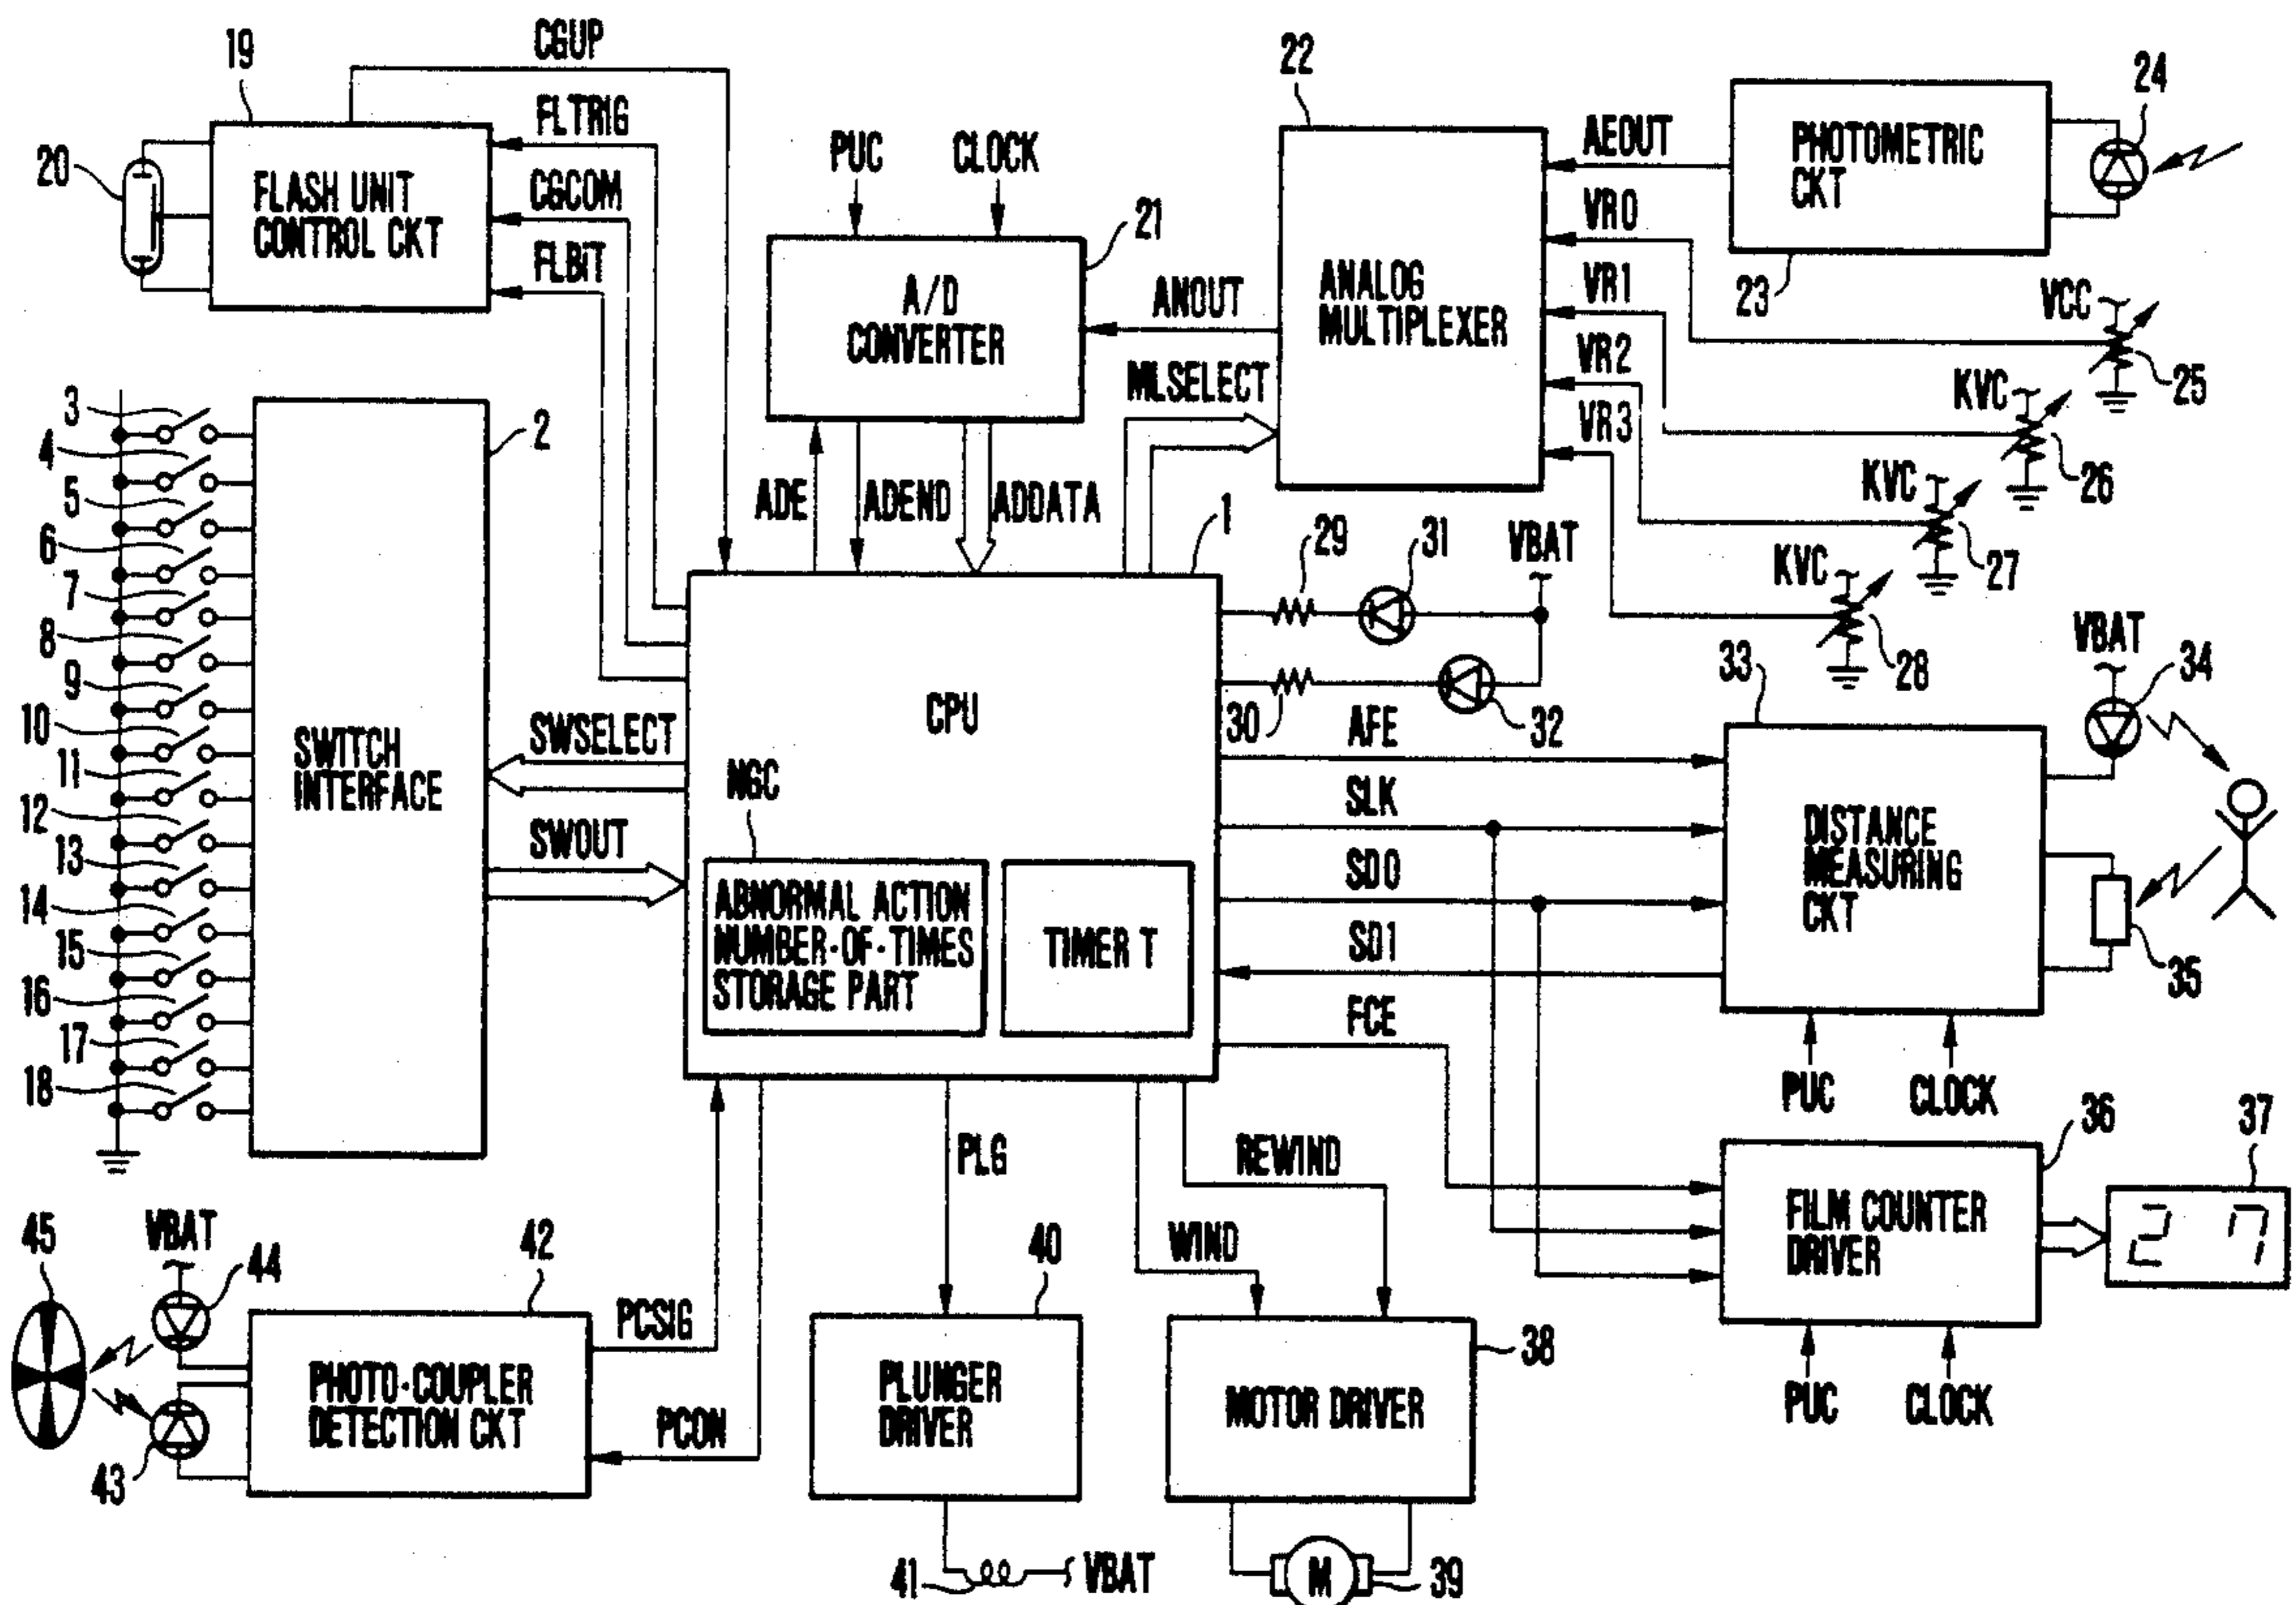 19
CGUP
FLTRIG
CGCOM
FLBIT
20
FLASH UNIT
CONTROL CKT
PUC
CLOCK
21
A/D
CONVERTER
ANOUT
MLSELECT
ADE
ADEND
ADDATA
22
ANALOG
MULTIPLEXER
AEOUT
VR0
VR1
VR2
VR3
PHOTOMETRIC
CKT
23
24
VCC
25
KVC
26
KVC
27
KVC
28
3
4
5
6
7
8
9
10
11
12
13
14
15
16
17
18
2
SWITCH
INTERFACE
SWSELECT
SWOUT
1
CPU
NGC
ABNORMAL ACTION
NUMBER-OF-TIMES
STORAGE PART
TIMER T
29
31
VBAT
30
32
AFE
SLK
SDO
SDI
FCE
33
DISTANCE
MEASURING
CKT
VBAT
34
35
PUC
CLOCK
36
FILM COUNTER
DRIVER
37
2 7
PUC
CLOCK
45
VBAT
44
43
42
PHOTO-COUPLER
DETECTION CKT
PCSIG
PCON
PLG
40
PLUNGER
DRIVER
41
VBAT
WIND
REWIND
38
MOTOR DRIVER
M
39